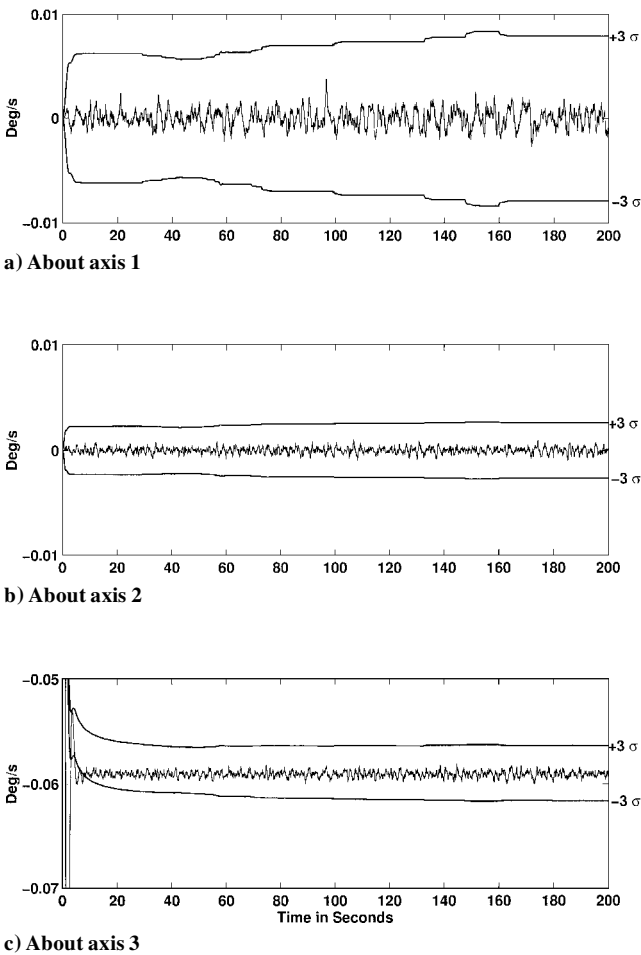 0.01
+3 σ
Deg/s
0
-0.01
-3 σ
0 20 40 60 80 100 120 140 160 180 200
a) About axis 1
0.01
+3 σ
Deg/s
0
-3 σ
-0.01
0 20 40 60 80 100 120 140 160 180 200
b) About axis 2
-0.05
+3 σ
Deg/s
-0.06
-3 σ
-0.07
0 20 40 60 80 100 120 140 160 180 200
Time in Seconds
c) About axis 3